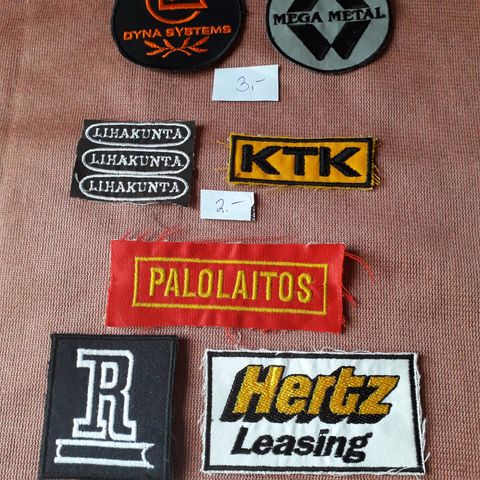 DYNA SYSTEMS
MEGA METAL
3,-
LIHAKUNTA
LIHAKUNTA
LIHAKUNTA
KTK
2,-
PALOLAITOS
R
Hertz
Leasing